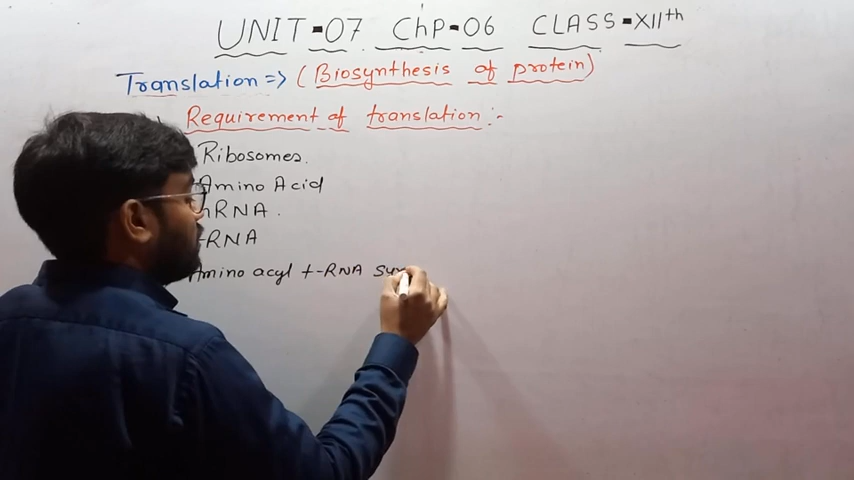 UNIT-07 ChP-06 CLASS-XIIth
Translation => (Biosynthesis of protein)
Requirement of translation :-
Ribosomes.
Amino Acid
RNA.
-RNA
Amino acyl t-RNA